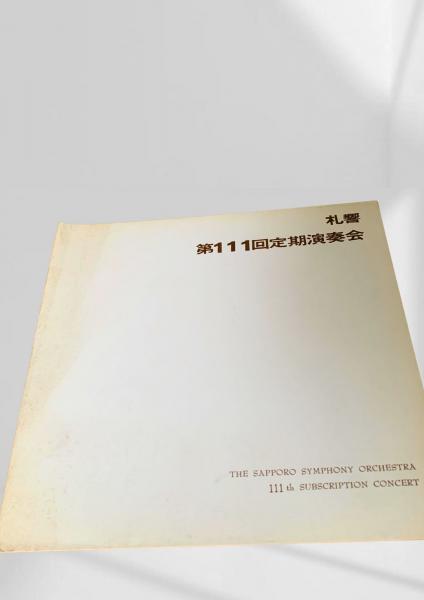 札響
第111回定期演奏会
THE SAPPORO SYMPHONY ORCHESTRA
111 th SUBSCRIPTION CONCERT